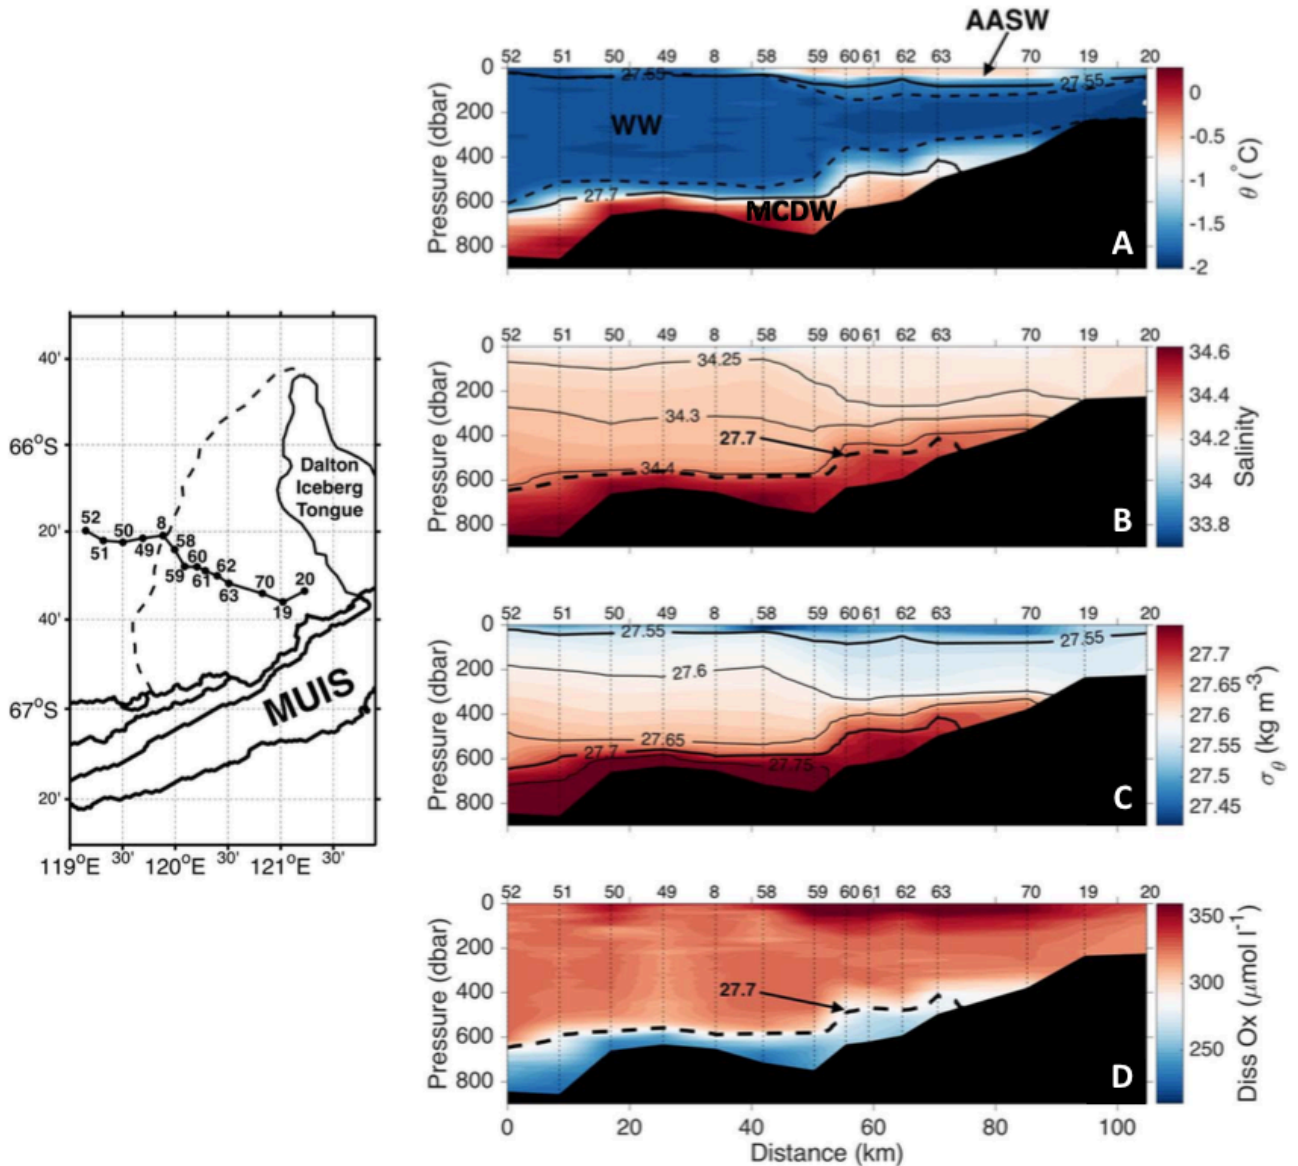 AASW
52 51 50 49 8 58 59 60 61 62 63 70 19 20
0
200
400
600
800
Pressure (dbar)
27.55
27.55
WW
27.7
MCDW
A
0
-0.5
-1
-1.5
-2
θ (°C)
52 51 50 49 8 58 59 60 61 62 63 70 19 20
0
200
400
600
800
Pressure (dbar)
34.25
34.3
27.7
34.4
B
34.6
34.4
34.2
34
33.8
Salinity
40'
66°S
20'
40'
67°S
20'
119°E 30' 120°E 30' 121°E 30'
Dalton
Iceberg
Tongue
52
51
50
49
8
58
59
60
61
62
63
70
19
20
MUIS
52 51 50 49 8 58 59 60 61 62 63 70 19 20
0
200
400
600
800
Pressure (dbar)
27.55
27.55
27.6
27.65
27.7
27.75
C
27.7
27.65
27.6
27.55
27.5
27.45
σθ (kg m⁻³)
52 51 50 49 8 58 59 60 61 62 63 70 19 20
0
200
400
600
800
Pressure (dbar)
27.7
D
350
300
250
Diss Ox (μmol l⁻¹)
0 20 40 60 80 100
Distance (km)